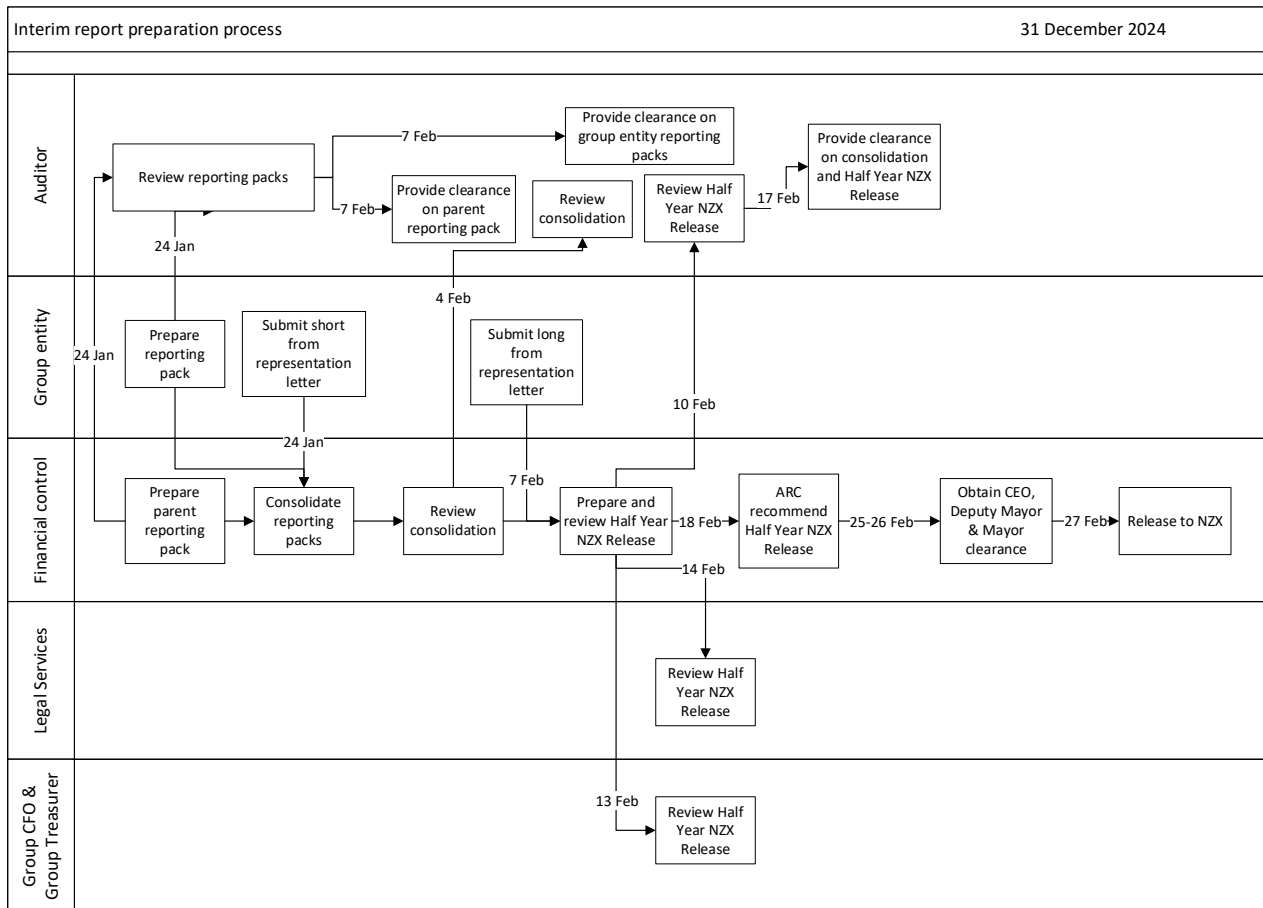 Interim report preparation process
31 December 2024
Auditor
Review reporting packs
7 Feb
Provide clearance on
group entity reporting
packs
7 Feb
Provide clearance
on parent
reporting pack
Review
consolidation
Review Half
Year NZX
Release
17 Feb
Provide clearance
on consolidation
and Half Year NZX
Release
24 Jan
Group entity
24 Jan
Prepare
reporting
pack
Submit short
from
representation
letter
4 Feb
Submit long
from
representation
letter
10 Feb
24 Jan
Financial control
Prepare
parent
reporting
pack
Consolidate
reporting
packs
Review
consolidation
7 Feb
Prepare and
review Half Year
NZX Release
18 Feb
ARC
recommend
Half Year NZX
Release
25-26 Feb
Obtain CEO,
Deputy Mayor
& Mayor
clearance
27 Feb
Release to NZX
14 Feb
Legal Services
Review Half
Year NZX
Release
Group CFO &
Group Treasurer
13 Feb
Review Half
Year NZX
Release